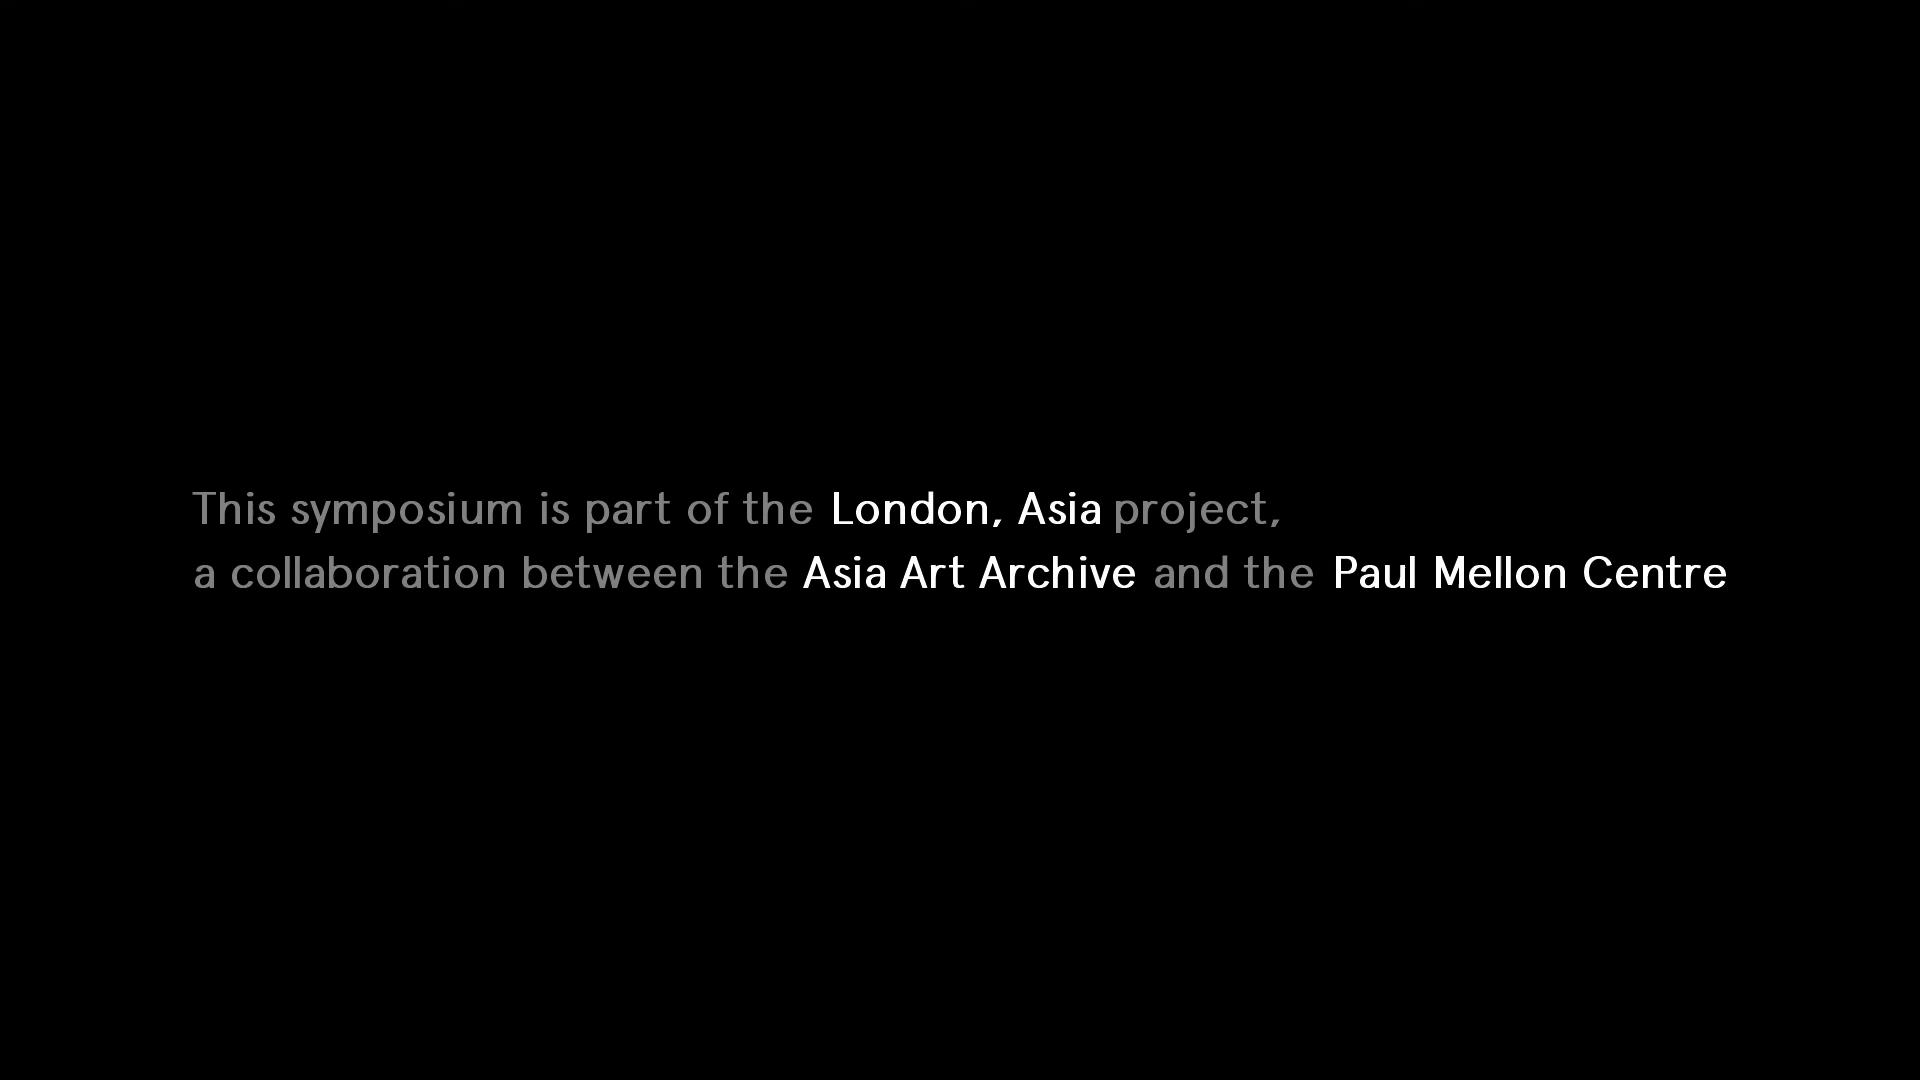 This symposium is part of the London, Asia project,
a collaboration between the Asia Art Archive and the Paul Mellon Centre